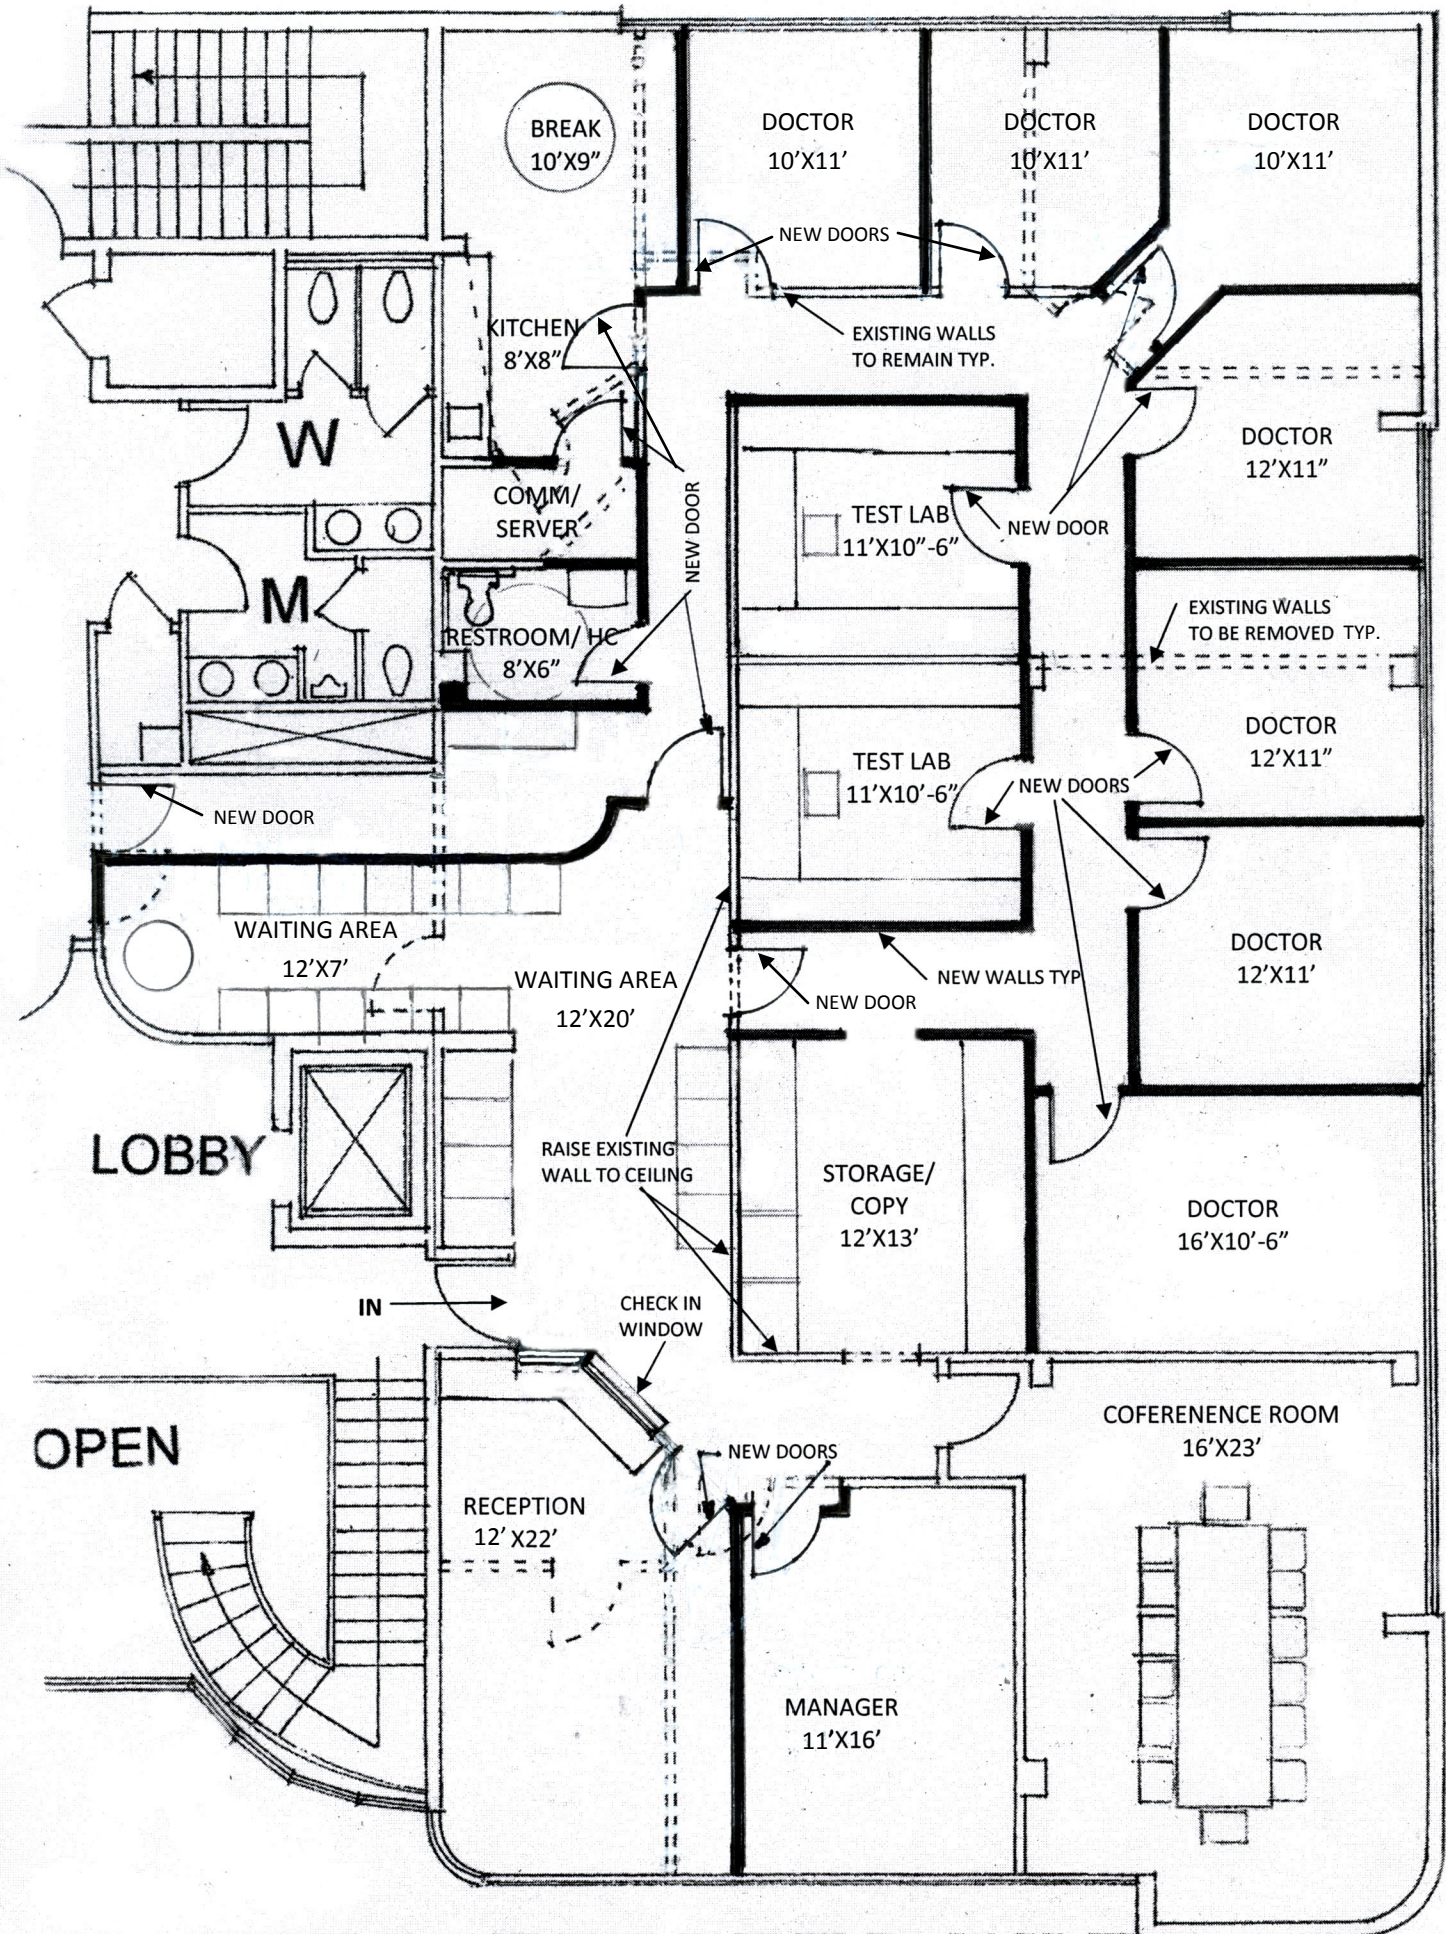 BREAK
10'X9"
DOCTOR
10'X11'
DOCTOR
10'X11'
DOCTOR
10'X11'
NEW DOORS
KITCHEN
8'X8"
EXISTING WALLS
TO REMAIN TYP.
W
COMM/
SERVER
NEW DOOR
TEST LAB
11'X10"-6"
NEW DOOR
DOCTOR
12'X11"
M
RESTROOM/ HC
8'X6"
EXISTING WALLS
TO BE REMOVED TYP.
DOCTOR
12'X11"
TEST LAB
11'X10'-6"
NEW DOORS
NEW DOOR
WAITING AREA
12'X7'
WAITING AREA
12'X20'
NEW DOOR
NEW WALLS TYP
DOCTOR
12'X11'
LOBBY
RAISE EXISTING
WALL TO CEILING
STORAGE/
COPY
12'X13'
DOCTOR
16'X10'-6"
IN
CHECK IN
WINDOW
OPEN
NEW DOORS
COFERENENCE ROOM
16'X23'
RECEPTION
12' X22'
MANAGER
11'X16'